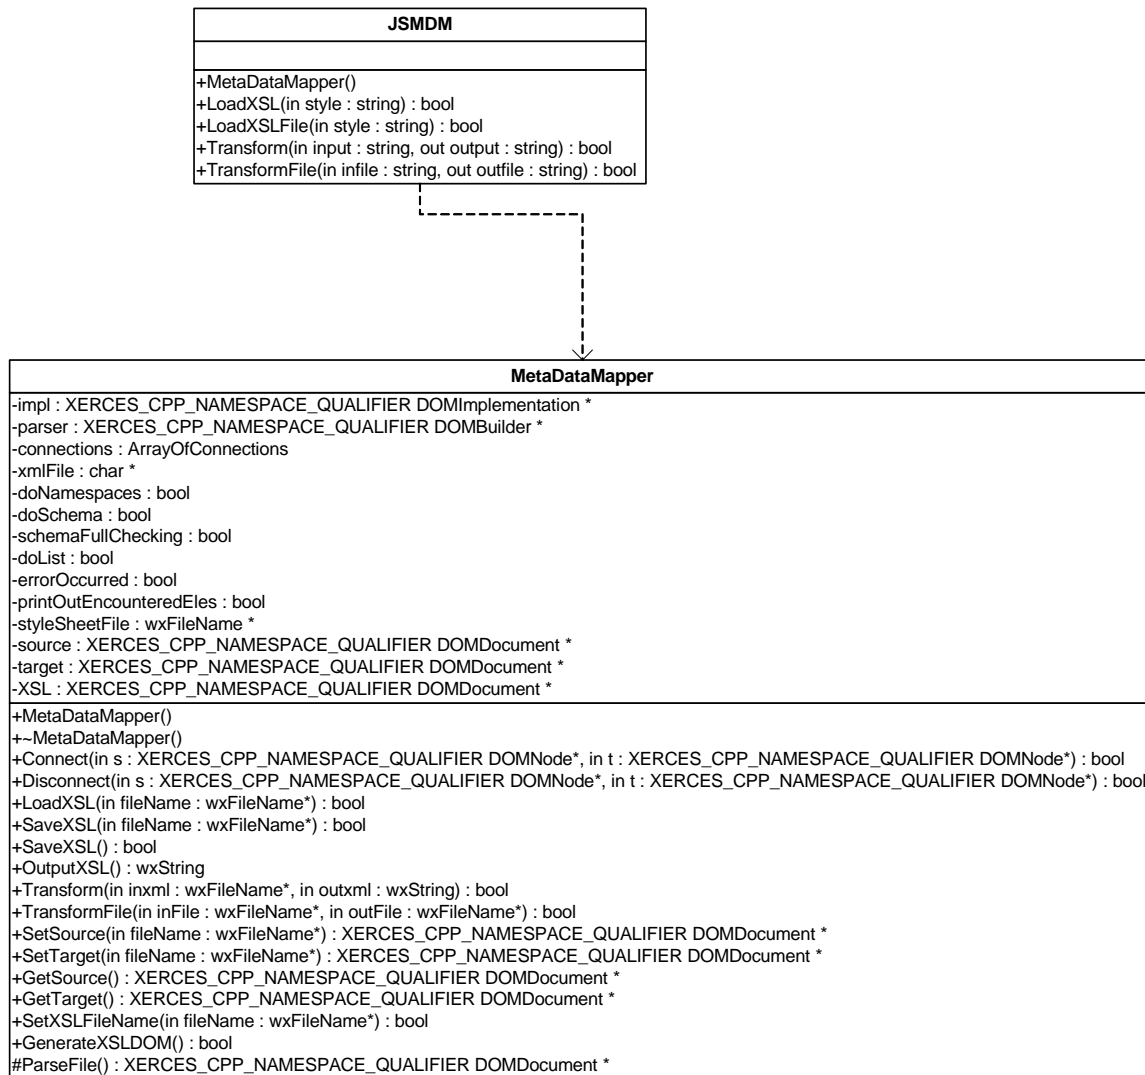 JSMDM
+MetaDataMapper()
+LoadXSL(in style : string) : bool
+LoadXSLFile(in style : string) : bool
+Transform(in input : string, out output : string) : bool
+TransformFile(in infile : string, out outfile : string) : bool
MetaDataMapper
-impl : XERCES_CPP_NAMESPACE_QUALIFIER DOMImplementation *
-parser : XERCES_CPP_NAMESPACE_QUALIFIER DOMBuilder *
-connections : ArrayOfConnections
-xmlFile : char *
-doNamespaces : bool
-doSchema : bool
-schemaFullChecking : bool
-doList : bool
-errorOccurred : bool
-printOutEncounteredEles : bool
-styleSheetFile : wxFileName *
-source : XERCES_CPP_NAMESPACE_QUALIFIER DOMDocument *
-target : XERCES_CPP_NAMESPACE_QUALIFIER DOMDocument *
-XSL : XERCES_CPP_NAMESPACE_QUALIFIER DOMDocument *
+MetaDataMapper()
+~MetaDataMapper()
+Connect(in s : XERCES_CPP_NAMESPACE_QUALIFIER DOMNode*, in t : XERCES_CPP_NAMESPACE_QUALIFIER DOMNode*) : bool
+Disconnect(in s : XERCES_CPP_NAMESPACE_QUALIFIER DOMNode*, in t : XERCES_CPP_NAMESPACE_QUALIFIER DOMNode*) : bool
+LoadXSL(in fileName : wxFileName*) : bool
+SaveXSL(in fileName : wxFileName*) : bool
+SaveXSL() : bool
+OutputXSL() : wxString
+Transform(in inxml : wxFileName*, in outxml : wxString) : bool
+TransformFile(in inFile : wxFileName*, in outFile : wxFileName*) : bool
+SetSource(in fileName : wxFileName*) : XERCES_CPP_NAMESPACE_QUALIFIER DOMDocument *
+SetTarget(in fileName : wxFileName*) : XERCES_CPP_NAMESPACE_QUALIFIER DOMDocument *
+GetSource() : XERCES_CPP_NAMESPACE_QUALIFIER DOMDocument *
+GetTarget() : XERCES_CPP_NAMESPACE_QUALIFIER DOMDocument *
+SetXSLFileName(in fileName : wxFileName*) : bool
+GenerateXSLDOM() : bool
#ParseFile() : XERCES_CPP_NAMESPACE_QUALIFIER DOMDocument *